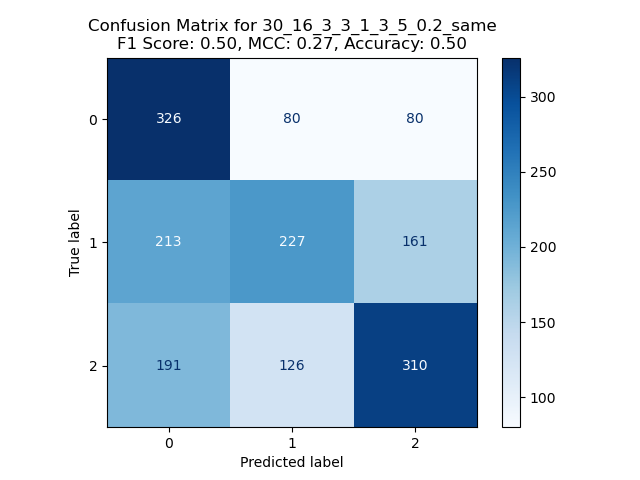 Confusion Matrix for 30_16_3_3_1_3_5_0.2_same
F1 Score: 0.50, MCC: 0.27, Accuracy: 0.50
True label
0
326 80 80
1
213 227 161
2
191 126 310
0 1 2
Predicted label
300
250
200
150
100